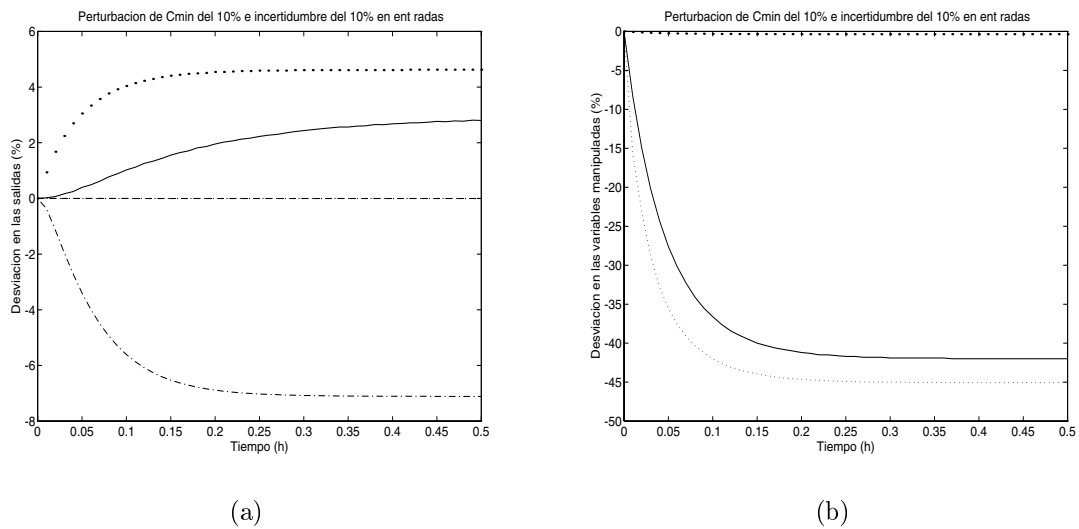 Perturbacion de Cmin del 10% e incertidumbre del 10% en ent radas
6
4
2
0
-2
-4
-6
-8
Desviacion en las salidas (%)
0 0.05 0.1 0.15 0.2 0.25 0.3 0.35 0.4 0.45 0.5
Tiempo (h)
(a)
Perturbacion de Cmin del 10% e incertidumbre del 10% en ent radas
0
-5
-10
-15
-20
-25
-30
-35
-40
-45
-50
Desviacion en las variables manipuladas (%)
0 0.05 0.1 0.15 0.2 0.25 0.3 0.35 0.4 0.45 0.5
Tiempo (h)
(b)